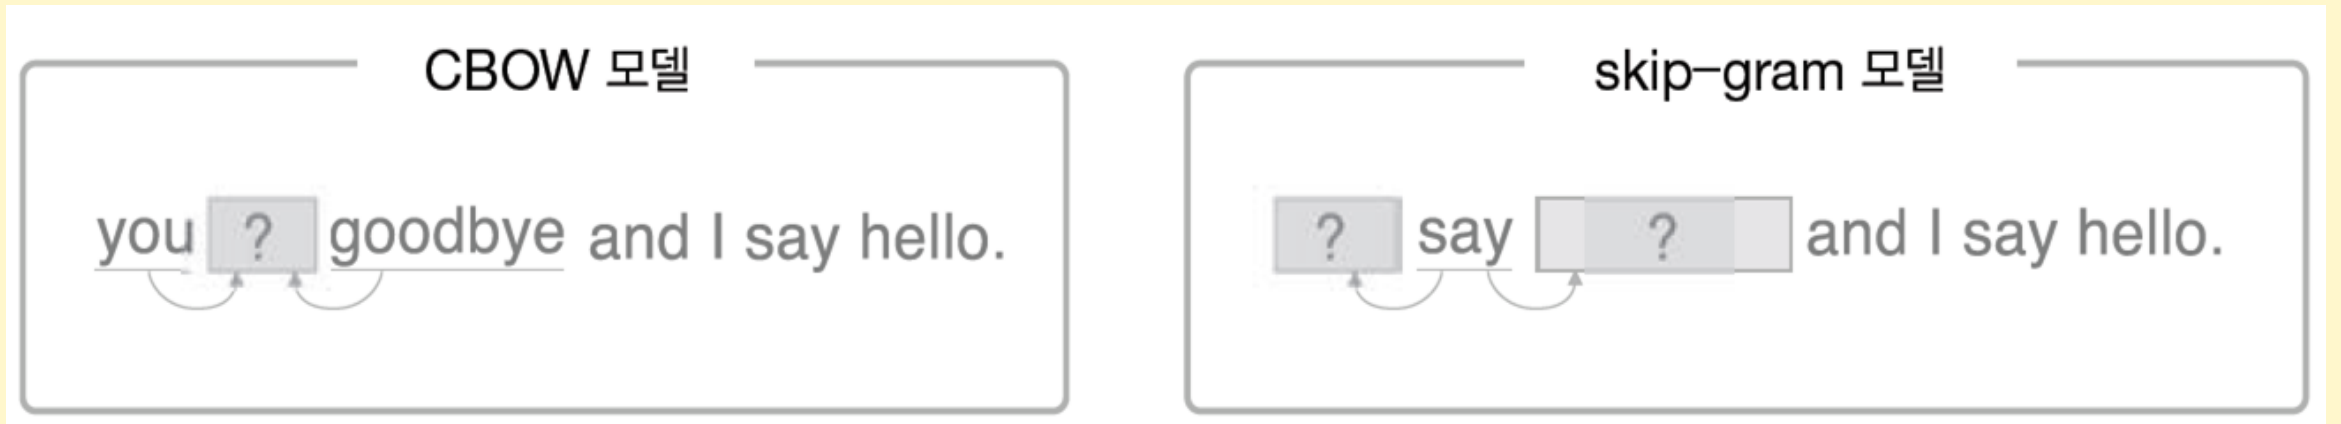 CBOW 모델
you ? goodbye and I say hello.
skip-gram 모델
? say ? and I say hello.